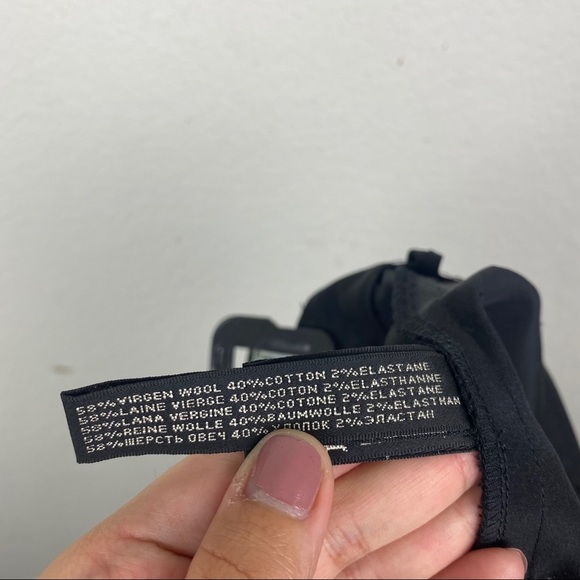 58%VIRGEN WOOL 40%COTTON 2%ELASTANE
58%LAINE VIERGE 40%COTON 2%ELASTHANNE
58%LANA VERGINE 40%COTONE 2%ELASTAN
58%REINE WOLLE 40%BAUMWOLLE 2%ELASTHAN
58%ШЕРСТЬ ОВЕЧ 40%ХЛОПОК 2%ЭЛАСТАН